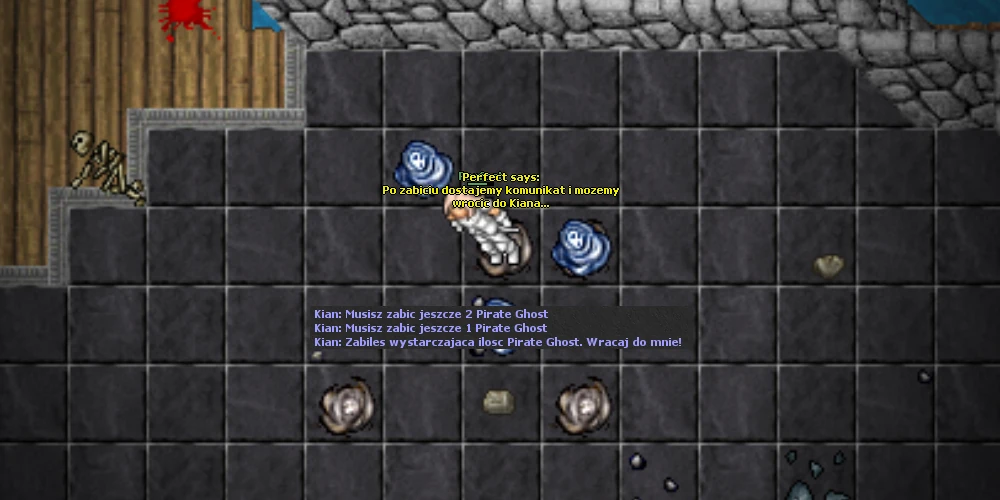 Perfect says:
Po zabiciu dostajemy komunikat i mozemy
wrocic do Kiana...
Kian: Musisz zabic jeszcze 2 Pirate Ghost
Kian: Musisz zabic jeszcze 1 Pirate Ghost
Kian: Zabiles wystarczajaca ilosc Pirate Ghost. Wracaj do mnie!